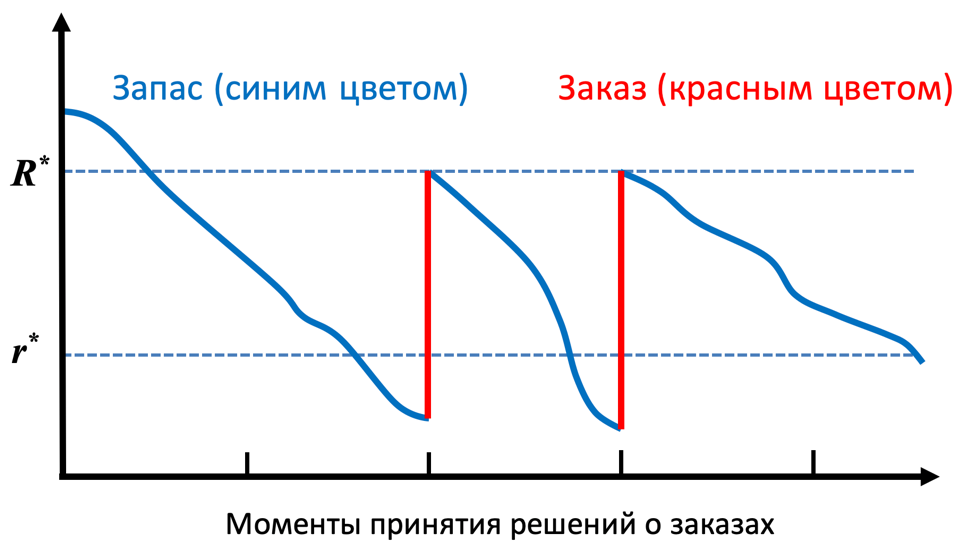 Запас (синим цветом)
Заказ (красным цветом)
R*
r*
Моменты принятия решений о заказах